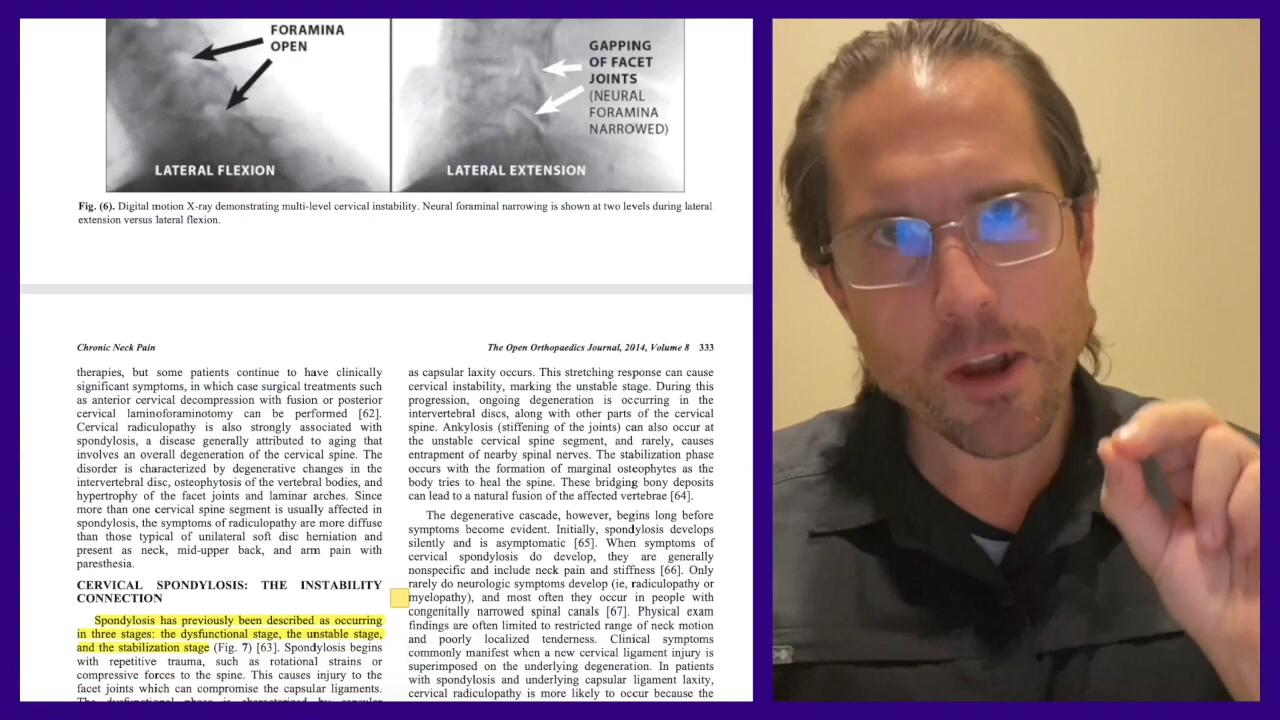 FORAMINA
OPEN
LATERAL FLEXION
GAPPING
OF FACET
JOINTS
(NEURAL
FORAMINA
NARROWED)
LATERAL EXTENSION
Fig. (6). Digital motion X-ray demonstrating multi-level cervical instability. Neural foraminal narrowing is shown at two levels during lateral
extension versus lateral flexion.
Chronic Neck Pain
The Open Orthopaedics Journal, 2014, Volume 8 333
therapies, but some patients continue to have clinically
significant symptoms, in which case surgical treatments such
as anterior cervical decompression with fusion or posterior
cervical laminoforaminotomy can be performed [62].
Cervical radiculopathy is also strongly associated with
spondylosis, a disease generally attributed to aging that
involves an overall degeneration of the cervical spine. The
disorder is characterized by degenerative changes in the
intervertebral disc, osteophytosis of the vertebral bodies, and
hypertrophy of the facet joints and laminar arches. Since
more than one cervical spine segment is usually affected in
spondylosis, the symptoms of radiculopathy are more diffuse
than those typical of unilateral soft disc herniation and
present as neck, mid-upper back, and arm pain with
paresthesia.
CERVICAL SPONDYLOSIS: THE INSTABILITY
CONNECTION
Spondylosis has previously been described as occurring
in three stages: the dysfunctional stage, the unstable stage,
and the stabilization stage (Fig. 7) [63]. Spondylosis begins
with repetitive trauma, such as rotational strains or
compressive forces to the spine. This causes injury to the
facet joints which can compromise the capsular ligaments.
The dysfunctional phase is characterized by capsular
as capsular laxity occurs. This stretching response can cause
cervical instability, marking the unstable stage. During this
progression, ongoing degeneration is occurring in the
intervertebral discs, along with other parts of the cervical
spine. Ankylosis (stiffening of the joints) can also occur at
the unstable cervical spine segment, and rarely, causes
entrapment of nearby spinal nerves. The stabilization phase
occurs with the formation of marginal osteophytes as the
body tries to heal the spine. These bridging bony deposits
can lead to a natural fusion of the affected vertebrae [64].
The degenerative cascade, however, begins long before
symptoms become evident. Initially, spondylosis develops
silently and is asymptomatic [65]. When symptoms of
cervical spondylosis do develop, they are generally
nonspecific and include neck pain and stiffness [66]. Only
rarely do neurologic symptoms develop (ie, radiculopathy or
myelopathy), and most often they occur in people with
congenitally narrowed spinal canals [67]. Physical exam
findings are often limited to restricted range of neck motion
and poorly localized tenderness. Clinical symptoms
commonly manifest when a new cervical ligament injury is
superimposed on the underlying degeneration. In patients
with spondylosis and underlying capsular ligament laxity,
cervical radiculopathy is more likely to occur because the